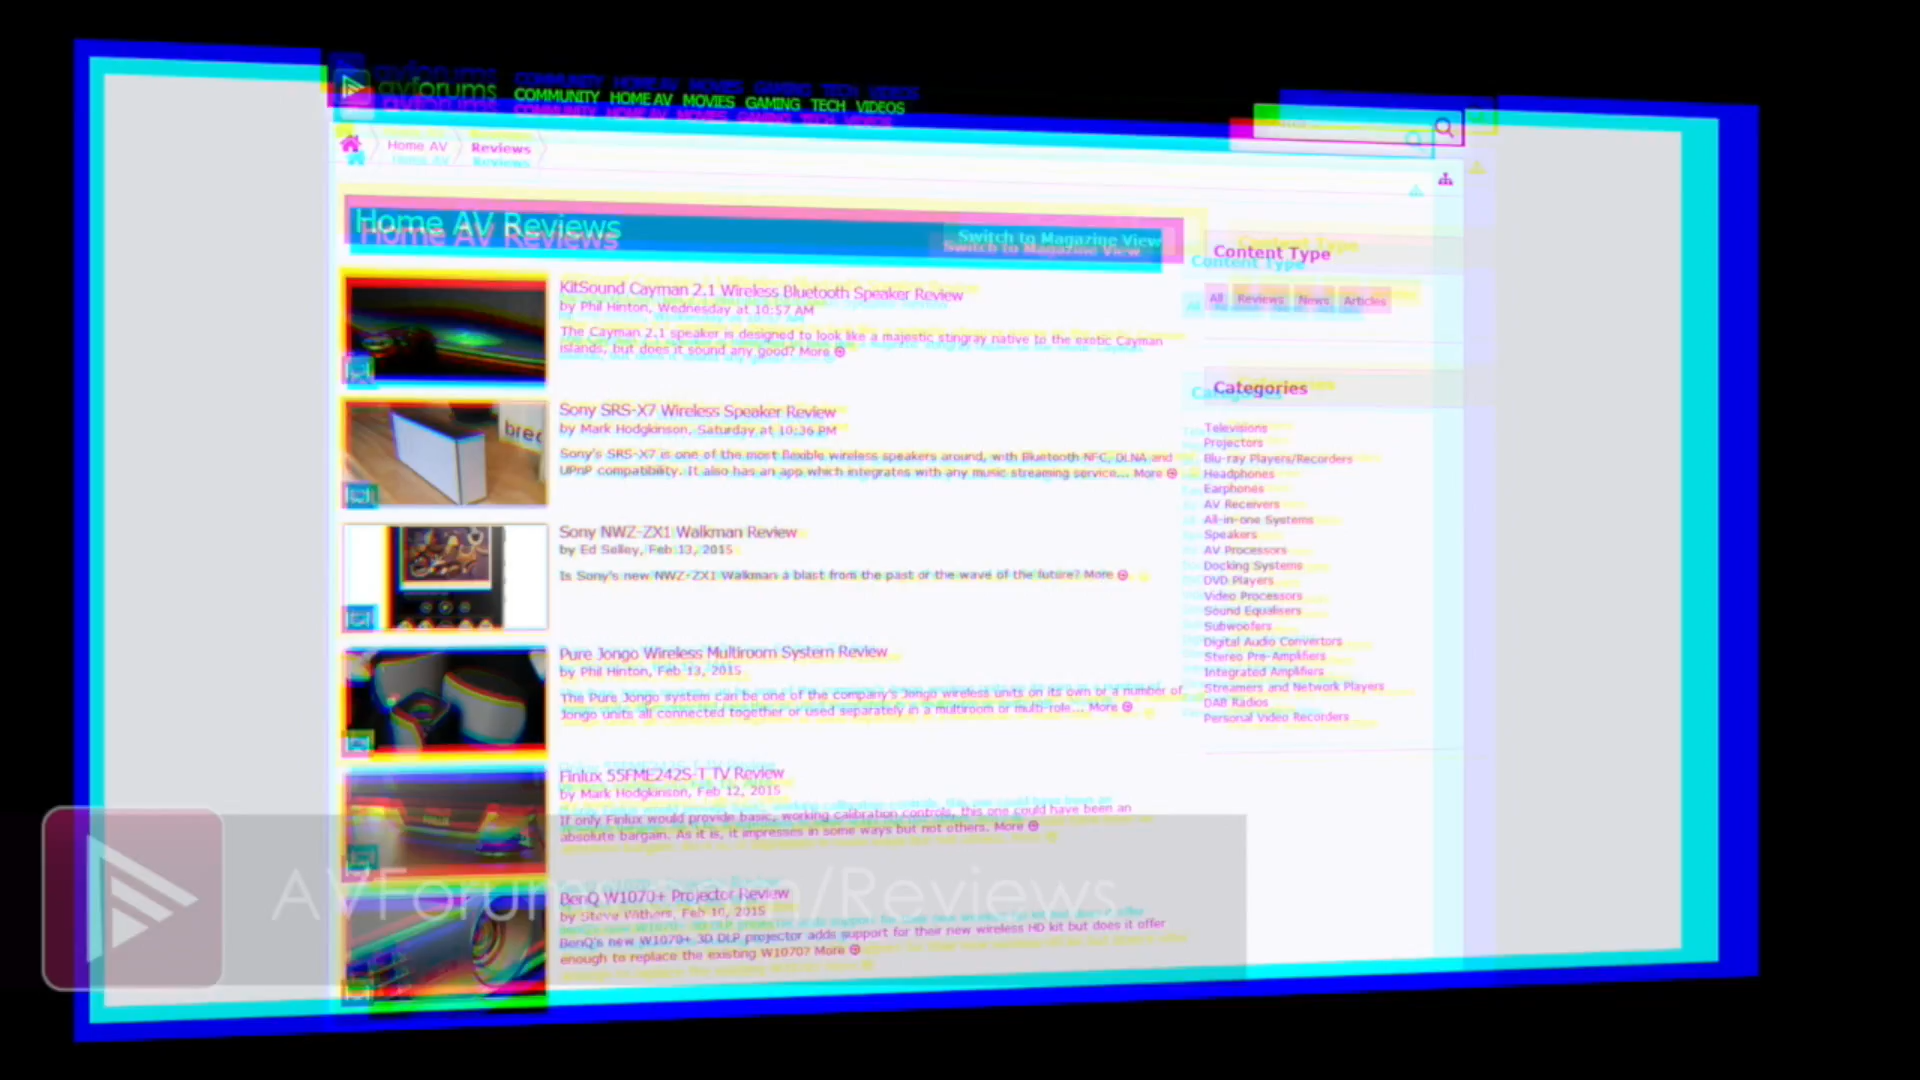 avforums
COMMUNITY HOME AV MOVIES GAMING TECH VIDEOS
Home AV Reviews
Home AV Reviews
Switch to Magazine View
KitSound Cayman 2.1 Wireless Bluetooth Speaker Review
by Phil Hinton, Wednesday at 10:57 AM
The Cayman 2.1 speaker is designed to look like a majestic stingray native to the exotic Cayman
islands, but does it sound any good? More
Sony SRS-X7 Wireless Speaker Review
by Mark Hodgkinson, Saturday at 10:36 PM
Sony's SRS-X7 is one of the most flexible wireless speakers around, with Bluetooth NFC, DLNA and
UPnP compatibility. It also has an app which integrates with any music streaming service... More
Sony NWZ-ZX1 Walkman Review
by Ed Selley, Feb 13, 2015
Is Sony's new NWZ-ZX1 Walkman a blast from the past or the wave of the future? More
Pure Jongo Wireless Multiroom System Review
by Phil Hinton, Feb 13, 2015
The Pure Jongo system can be one of the company's Jongo wireless units on its own or a number of
Jongo units all connected together or used separately in a multiroom or multi-role... More
Finlux 55FME242S-T TV Review
by Mark Hodgkinson, Feb 12, 2015
If only Finlux would provide basic, working calibration controls, this one could have been an
absolute bargain. As it is, it impresses in some ways but not others. More
BenQ W1070+ Projector Review
by Steve Withers, Feb 10, 2015
BenQ's new W1070+ 3D DLP projector adds support for their new wireless HD kit but does it offer
enough to replace the existing W1070? More
Content Type
All Reviews News Articles
Categories
Televisions
Projectors
Blu-ray Players/Recorders
Headphones
Earphones
AV Receivers
All-in-one Systems
Speakers
AV Processors
Docking Systems
DVD Players
Video Processors
Sound Equalisers
Subwoofers
Digital Audio Convertors
Stereo Pre-Amplifiers
Integrated Amplifiers
Streamers and Network Players
DAB Radios
Personal Video Recorders
AVForums.com/Reviews